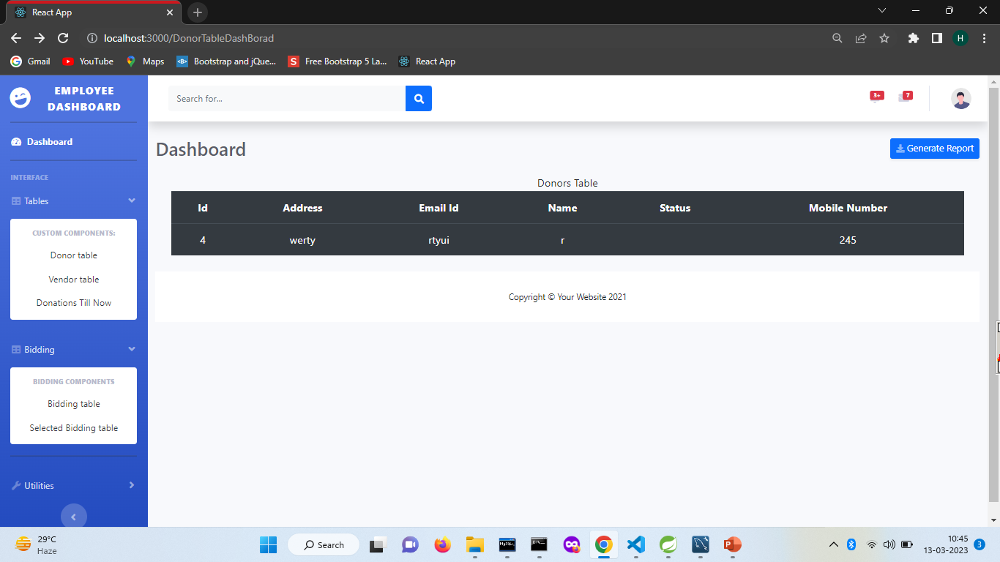 React App
localhost:3000/DonorTableDashBorad
H
Gmail
YouTube
Maps
<B>
Bootstrap and jQue...
S
Free Bootstrap 5 La...
React App
EMPLOYEE
DASHBOARD
Dashboard
INTERFACE
Tables
CUSTOM COMPONENTS:
Donor table
Vendor table
Donations Till Now
Bidding
BIDDING COMPONENTS
Bidding table
Selected Bidding table
Utilities
Search for...
3+
7
Dashboard
Generate Report
Donors Table
Id Address Email Id Name Status Mobile Number
4 werty rtyui r 245
Copyright © Your Website 2021
29°C
Haze
Search
10:45
13-03-2023
3